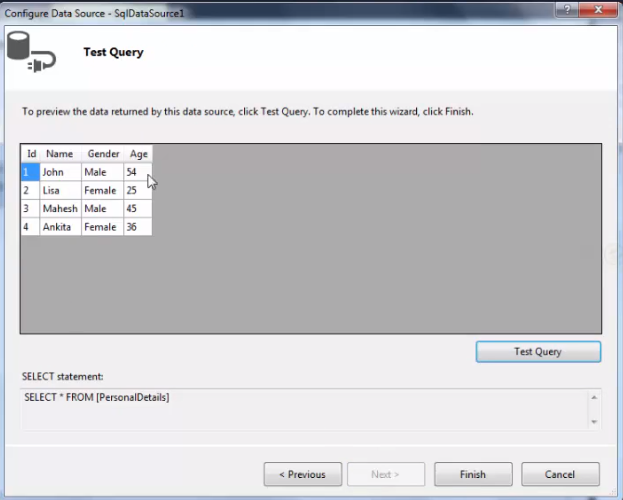 Configure Data Source - SqlDataSource1
Test Query
To preview the data returned by this data source, click Test Query. To complete this wizard, click Finish.
Id Name Gender Age
1 John Male 54
2 Lisa Female 25
3 Mahesh Male 45
4 Ankita Female 36
Test Query
SELECT statement:
SELECT * FROM [PersonalDetails]
< Previous Next > Finish Cancel